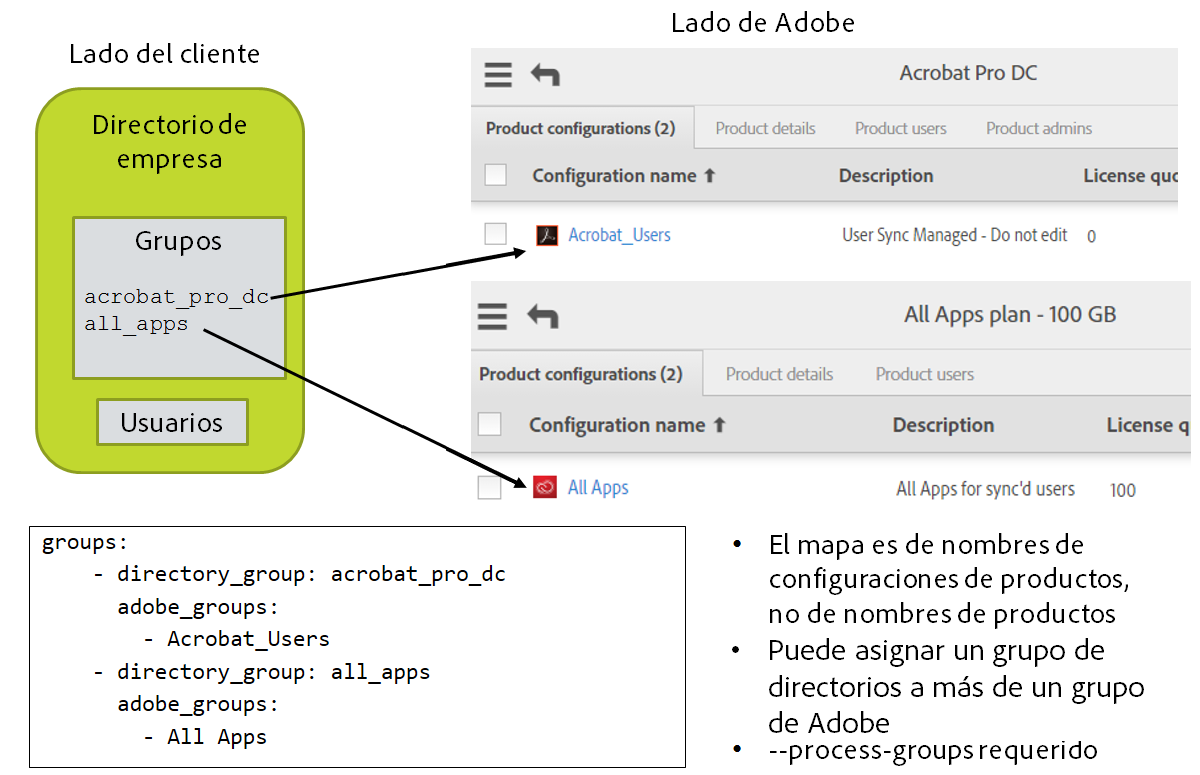 Lado de Adobe
Lado del cliente
Directorio de
empresa
Grupos
acrobat_pro_dc
all_apps
Usuarios
Acrobat Pro DC
Product configurations (2) Product details Product users Product admins
Configuration name Description License quo
Acrobat_Users User Sync Managed - Do not edit 0
All Apps plan - 100 GB
Product configurations (2) Product details Product users
Configuration name Description License q
All Apps All Apps for sync'd users 100
groups:
- directory_group: acrobat_pro_dc
adobe_groups:
- Acrobat_Users
- directory_group: all_apps
adobe_groups:
- All Apps
• El mapa es de nombres de
configuraciones de productos,
no de nombres de productos
• Puede asignar un grupo de
directorios a más de un grupo
de Adobe
• --process-groups requerido